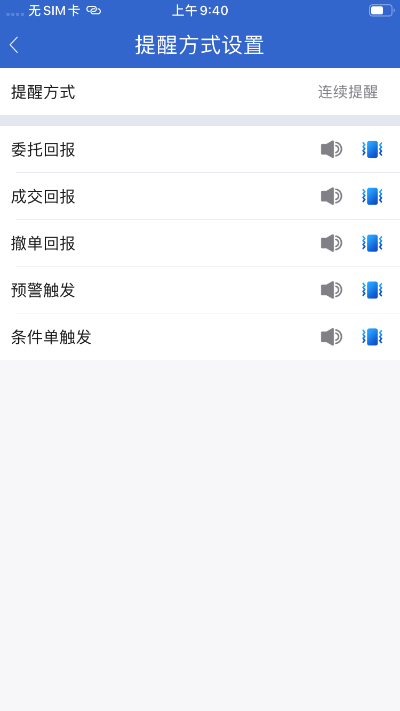 无 SIM 卡 上午 9:40
提醒方式设置
提醒方式 连续提醒
委托回报
成交回报
撤单回报
预警触发
条件单触发